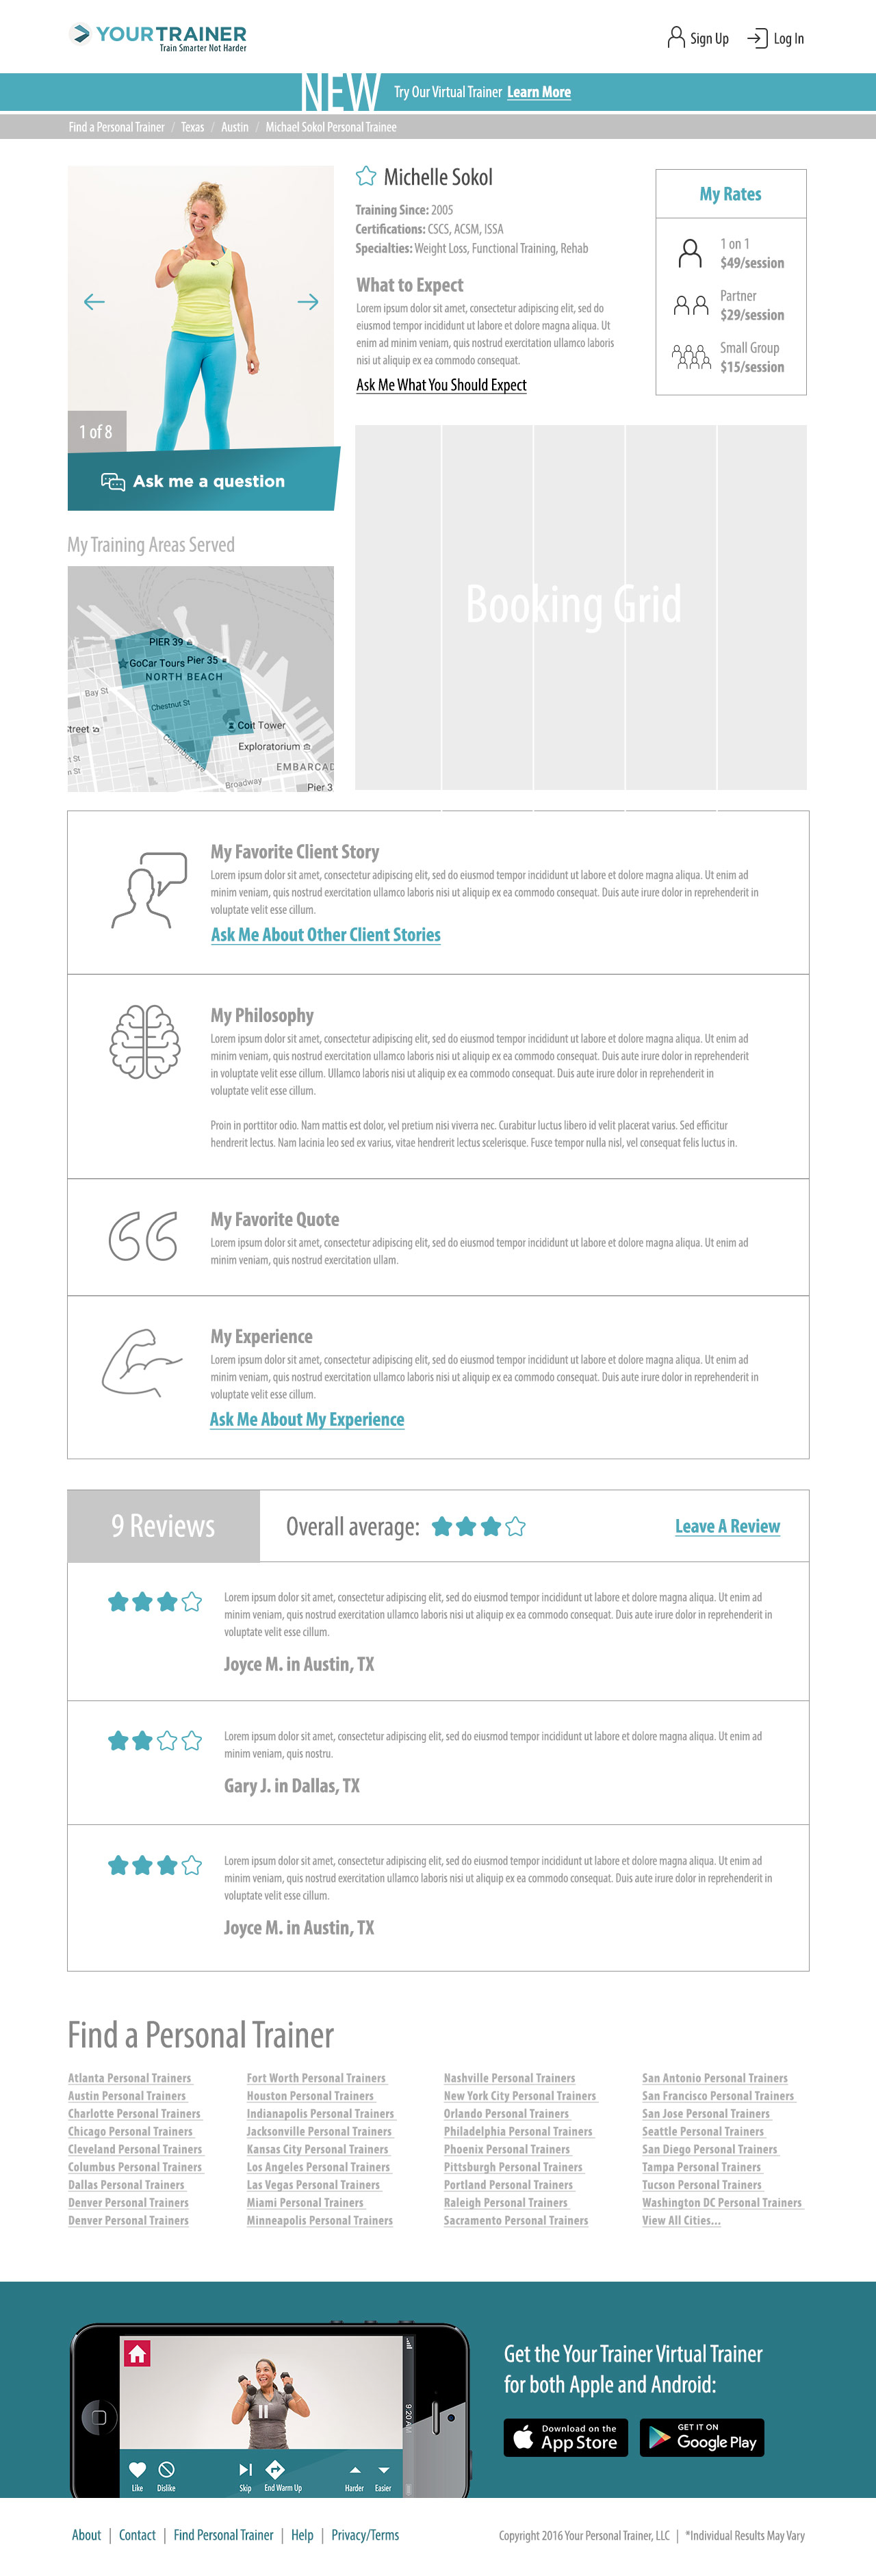 YOURTRAINER
Train Smarter Not Harder
Sign Up
Log In
NEW Try Our Virtual Trainer Learn More
Find a Personal Trainer / Texas / Austin / Michael Sokol Personal Trainee
1 of 8
Ask me a question
Michelle Sokol
Training Since: 2005
Certifications: CSCS, ACSM, ISSA
Specialties: Weight Loss, Functional Training, Rehab
What to Expect
Lorem ipsum dolor sit amet, consectetur adipiscing elit, sed do
eiusmod tempor incididunt ut labore et dolore magna aliqua. Ut
enim ad minim veniam, quis nostrud exercitation ullamco laboris
nisi ut aliquip ex ea commodo consequat.
Ask Me What You Should Expect
My Rates
1 on 1
$49/session
Partner
$29/session
Small Group
$15/session
My Training Areas Served
PIER 39
GoCar Tours Pier 35
NORTH BEACH
Bay St
Chestnut St
treet
Coit Tower
Columbus Ave
Exploratorium
t St
n St
EMBARCAD
Broadway
Pier 3
Booking Grid
My Favorite Client Story
Lorem ipsum dolor sit amet, consectetur adipiscing elit, sed do eiusmod tempor incididunt ut labore et dolore magna aliqua. Ut enim ad
minim veniam, quis nostrud exercitation ullamco laboris nisi ut aliquip ex ea commodo consequat. Duis aute irure dolor in reprehenderit in
voluptate velit esse cillum.
Ask Me About Other Client Stories
My Philosophy
Lorem ipsum dolor sit amet, consectetur adipiscing elit, sed do eiusmod tempor incididunt ut labore et dolore magna aliqua. Ut enim ad
minim veniam, quis nostrud exercitation ullamco laboris nisi ut aliquip ex ea commodo consequat. Duis aute irure dolor in reprehenderit
in voluptate velit esse cillum. Ullamco laboris nisi ut aliquip ex ea commodo consequat. Duis aute irure dolor in reprehenderit in
voluptate velit esse cillum.
Proin in porttitor odio. Nam mattis est dolor, vel pretium nisi viverra nec. Curabitur luctus libero id velit placerat varius. Sed efficitur
hendrerit lectus. Nam lacinia leo sed ex varius, vitae hendrerit lectus scelerisque. Fusce tempor nulla nisl, vel consequat felis luctus in.
My Favorite Quote
Lorem ipsum dolor sit amet, consectetur adipiscing elit, sed do eiusmod tempor incididunt ut labore et dolore magna aliqua. Ut enim ad
minim veniam, quis nostrud exercitation ullam.
My Experience
Lorem ipsum dolor sit amet, consectetur adipiscing elit, sed do eiusmod tempor incididunt ut labore et dolore magna aliqua. Ut enim ad
minim veniam, quis nostrud exercitation ullamco laboris nisi ut aliquip ex ea commodo consequat. Duis aute irure dolor in reprehenderit in
voluptate velit esse cillum.
Ask Me About My Experience
9 Reviews
Overall average:
Leave A Review
Lorem ipsum dolor sit amet, consectetur adipiscing elit, sed do eiusmod tempor incididunt ut labore et dolore magna aliqua. Ut enim ad
minim veniam, quis nostrud exercitation ullamco laboris nisi ut aliquip ex ea commodo consequat. Duis aute irure dolor in reprehenderit in
voluptate velit esse cillum.
Joyce M. in Austin, TX
Lorem ipsum dolor sit amet, consectetur adipiscing elit, sed do eiusmod tempor incididunt ut labore et dolore magna aliqua. Ut enim ad
minim veniam, quis nostru.
Gary J. in Dallas, TX
Lorem ipsum dolor sit amet, consectetur adipiscing elit, sed do eiusmod tempor incididunt ut labore et dolore magna aliqua. Ut enim ad
minim veniam, quis nostrud exercitation ullamco laboris nisi ut aliquip ex ea commodo consequat. Duis aute irure dolor in reprehenderit in
voluptate velit esse cillum.
Joyce M. in Austin, TX
Find a Personal Trainer
Atlanta Personal Trainers
Austin Personal Trainers
Charlotte Personal Trainers
Chicago Personal Trainers
Cleveland Personal Trainers
Columbus Personal Trainers
Dallas Personal Trainers
Denver Personal Trainers
Denver Personal Trainers
Fort Worth Personal Trainers
Houston Personal Trainers
Indianapolis Personal Trainers
Jacksonville Personal Trainers
Kansas City Personal Trainers
Los Angeles Personal Trainers
Las Vegas Personal Trainers
Miami Personal Trainers
Minneapolis Personal Trainers
Nashville Personal Trainers
New York City Personal Trainers
Orlando Personal Trainers
Philadelphia Personal Trainers
Phoenix Personal Trainers
Pittsburgh Personal Trainers
Portland Personal Trainers
Raleigh Personal Trainers
Sacramento Personal Trainers
San Antonio Personal Trainers
San Francisco Personal Trainers
San Jose Personal Trainers
Seattle Personal Trainers
San Diego Personal Trainers
Tampa Personal Trainers
Tucson Personal Trainers
Washington DC Personal Trainers
View All Cities...
9:20 AM
Like
Dislike
Skip
End Warm Up
Harder
Easier
Get the Your Trainer Virtual Trainer
for both Apple and Android:
Download on the
App Store
GET IT ON
Google Play
About | Contact | Find Personal Trainer | Help | Privacy/Terms
Copyright 2016 Your Personal Trainer, LLC | *Individual Results May Vary